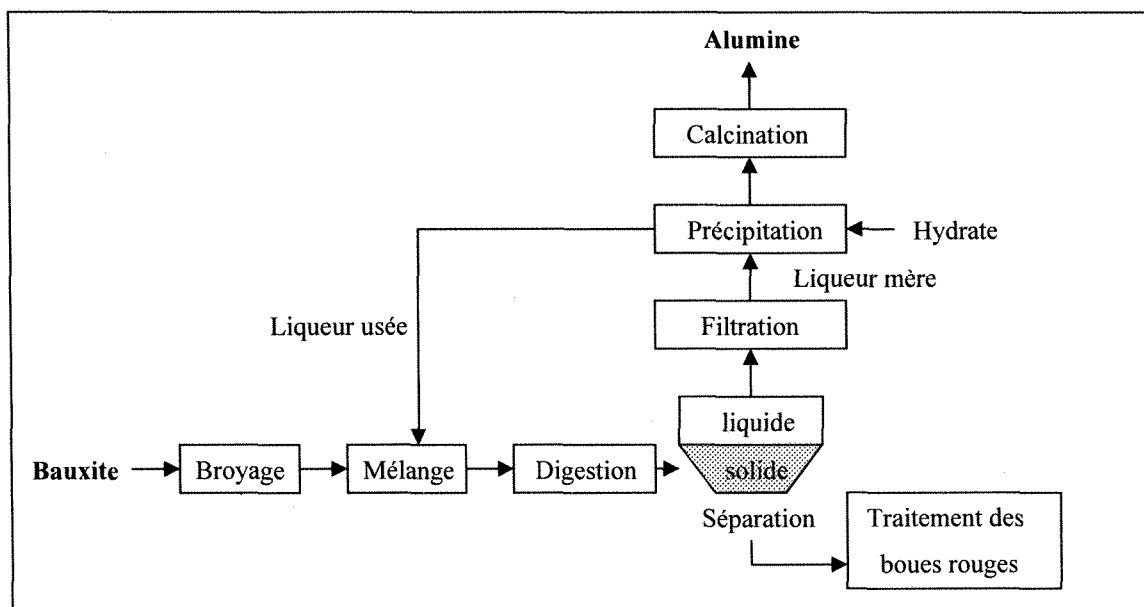 Alumine
Calcination
Précipitation
Hydrate
Liqueur mère
Liqueur usée
Filtration
liquide
Bauxite
Broyage
Mélange
Digestion
solide
Séparation
Traitement des
boues rouges